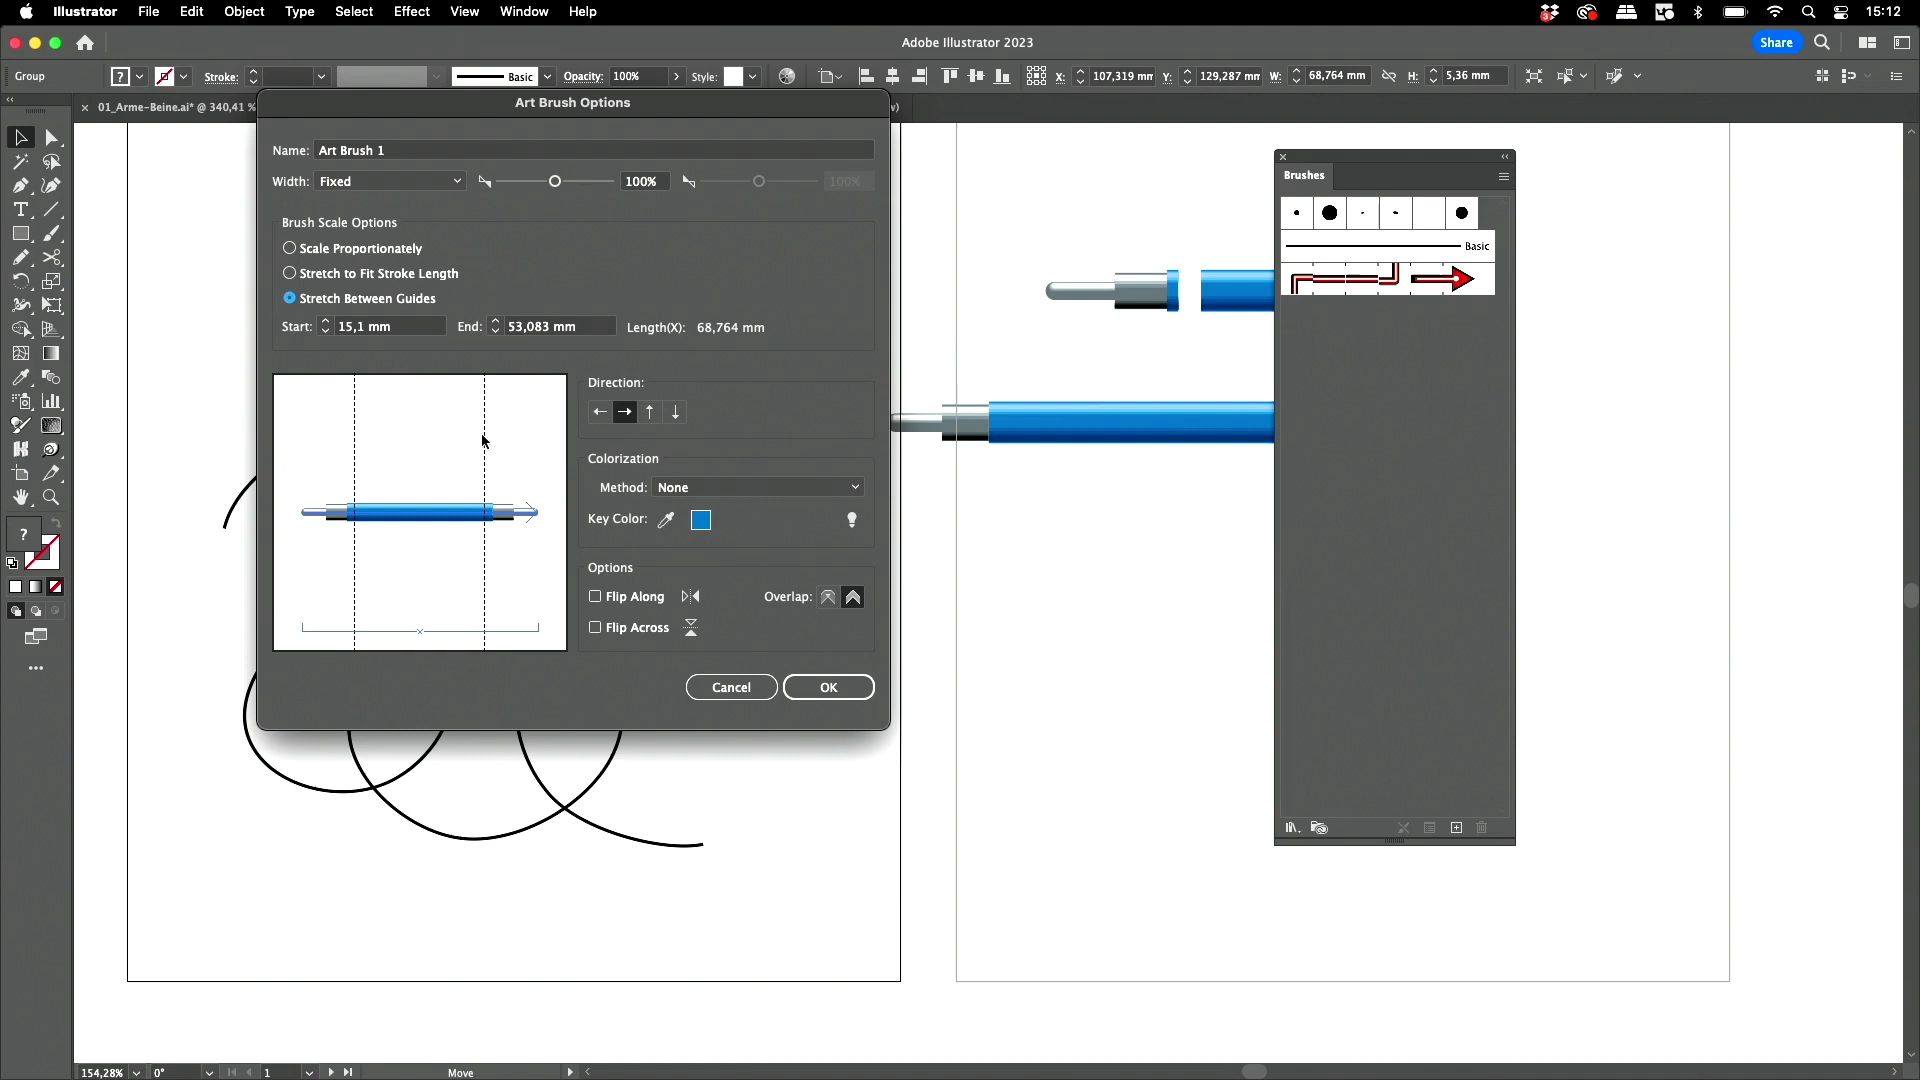 Illustrator File Edit Object Type Select Effect View Window Help 3 15:12
Adobe Illustrator 2023 Share
Group ? Stroke: Basic Opacity: 100% Style: X: 107,319 mm Y: 129,287 mm W: 68,764 mm H: 5,36 mm
01_Arme-Beine.ai* @ 340,41 %
Art Brush Options
Name: Art Brush 1
Width: Fixed 100% 100%
Brush Scale Options
Scale Proportionately
Stretch to Fit Stroke Length
Stretch Between Guides
Start: 15,1 mm End: 53,083 mm Length(X): 68,764 mm
Direction:
Colorization
Method: None
Key Color:
Options
Flip Along Overlap:
Flip Across
Cancel OK
Brushes
Basic
?
154,28% 0° 1 Move